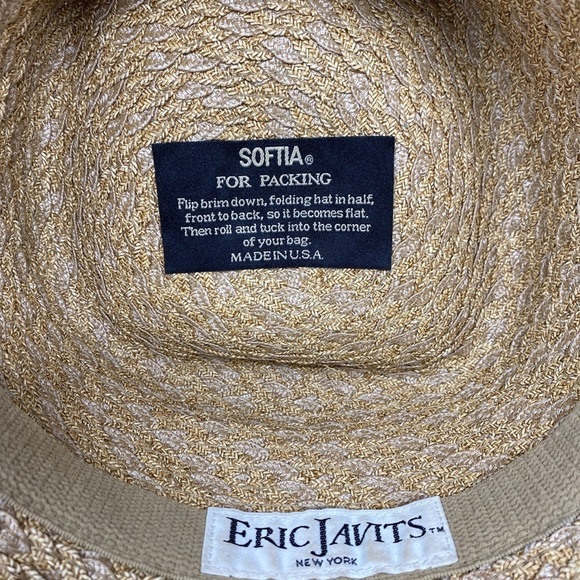 SOFTIA®
FOR PACKING
Flip brim down, folding hat in half,
front to back, so it becomes flat.
Then roll and tuck into the corner
of your bag.
MADE IN U.S.A.
ERIC JAVITS™
NEW YORK